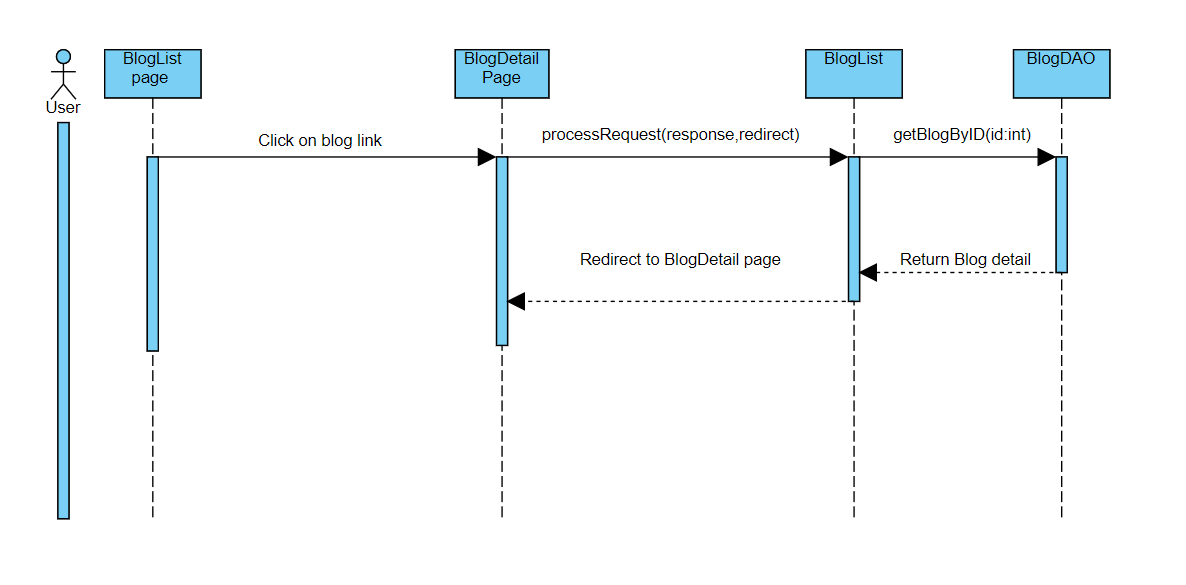 BlogList
page
BlogDetail
Page
BlogList
BlogDAO
User
Click on blog link
processRequest(response,redirect)
getBlogByID(id:int)
Redirect to BlogDetail page
Return Blog detail